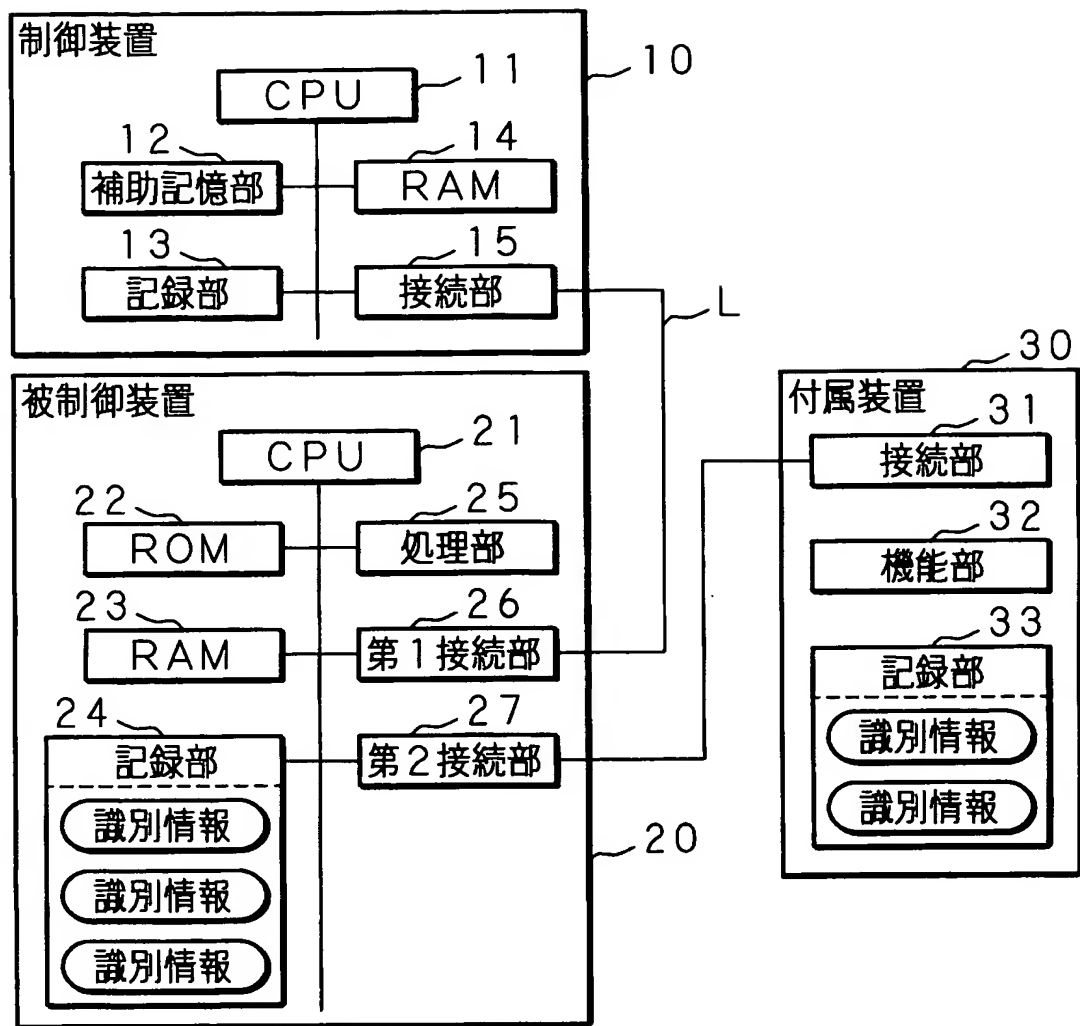 制御装置
10
11
CPU
12
補助記憶部
14
RAM
13
記録部
15
接続部
L
被制御装置
20
21
CPU
22
ROM
25
処理部
23
RAM
26
第1接続部
24
記録部
識別情報
識別情報
識別情報
27
第2接続部
30
付属装置
31
接続部
32
機能部
33
記録部
識別情報
識別情報